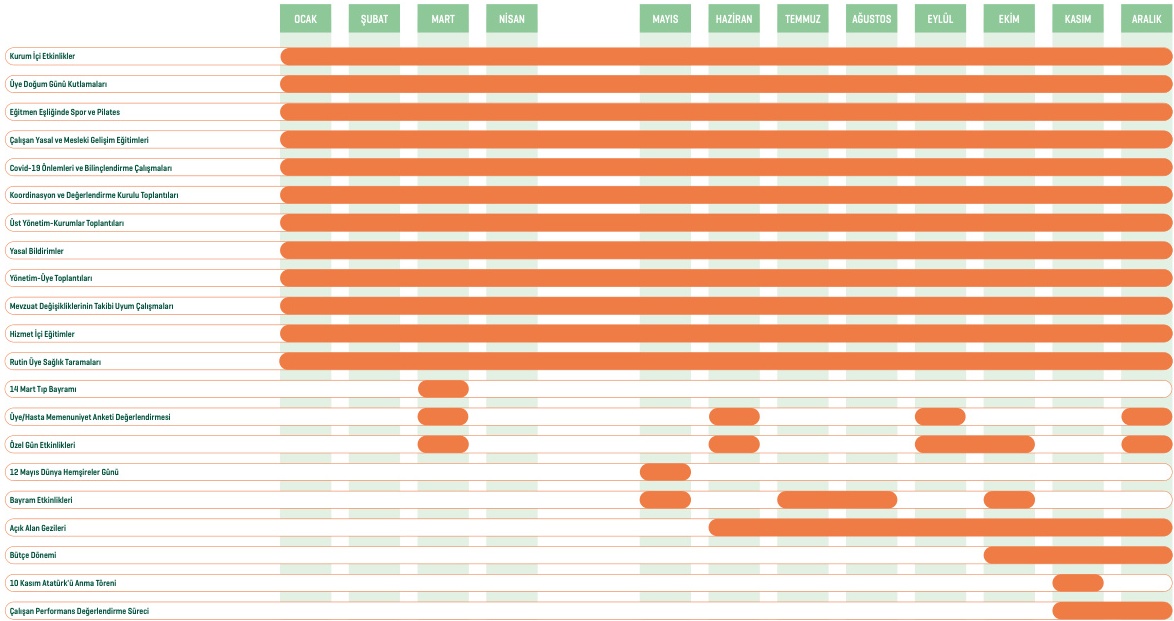 OCAK ŞUBAT MART NİSAN MAYIS HAZİRAN TEMMUZ AĞUSTOS EYLÜL EKİM KASIM ARALIK
Kurum İçi Etkinlikler
Üye Doğum Günü Kutlamaları
Eğitmen Eşliğinde Spor ve Pilates
Çalışan Yasal ve Mesleki Gelişim Eğitimleri
Covid-19 Önlemleri ve Bilinçlendirme Çalışmaları
Koordinasyon ve Değerlendirme Kurulu Toplantıları
Üst Yönetim-Kurumlar Toplantıları
Yasal Bildirimler
Yönetim-Üye Toplantıları
Mevzuat Değişikliklerinin Takibi Uyum Çalışmaları
Hizmet İçi Eğitimler
Rutin Üye Sağlık Taramaları
14 Mart Tıp Bayramı
Üye/Hasta Memenuniyet Anketi Değerlendirmesi
Özel Gün Etkinlikleri
12 Mayıs Dünya Hemşireler Günü
Bayram Etkinlikleri
Açık Alan Gezileri
Bütçe Dönemi
10 Kasım Atatürk'ü Anma Töreni
Çalışan Performans Değerlendirme Süreci